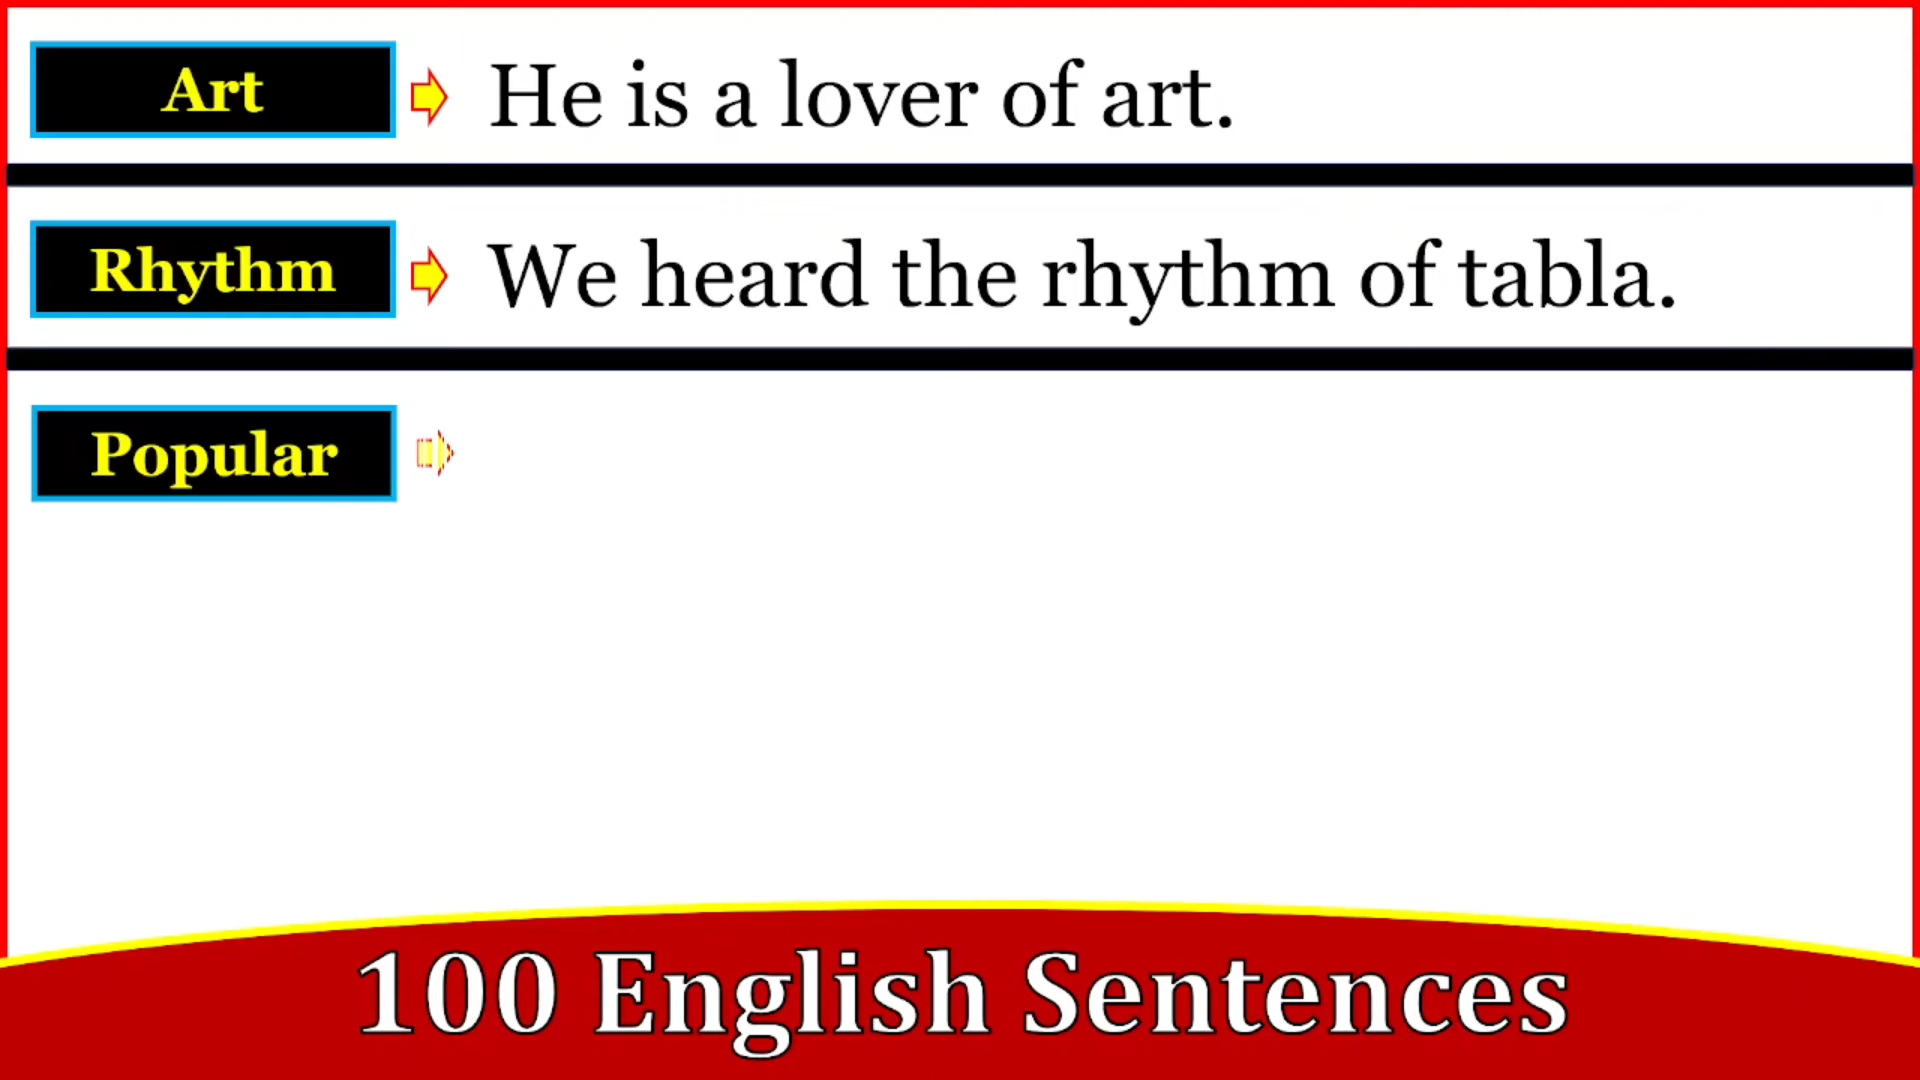 Art
He is a lover of art.
Rhythm
We heard the rhythm of tabla.
Popular
100 English Sentences